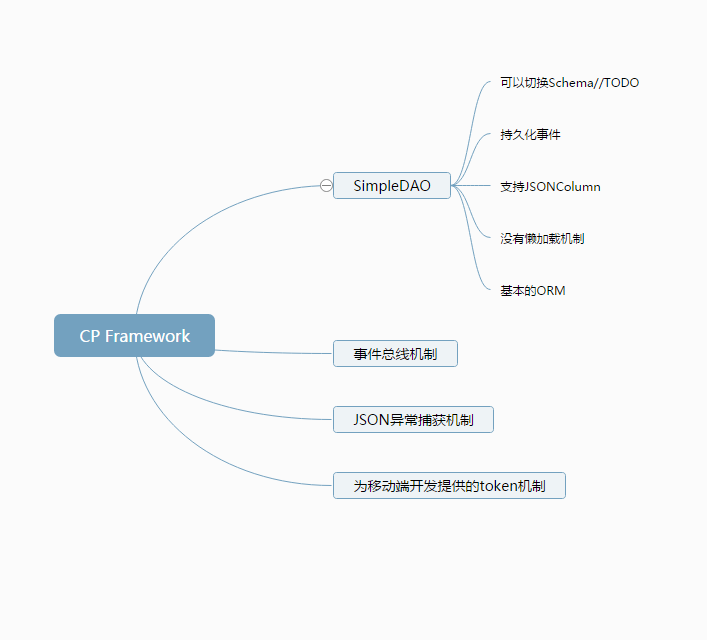 可以切换Schema//TODO
持久化事件
SimpleDAO
支持JSONColumn
没有懒加载机制
基本的ORM
CP Framework
事件总线机制
JSON异常捕获机制
为移动端开发提供的token机制